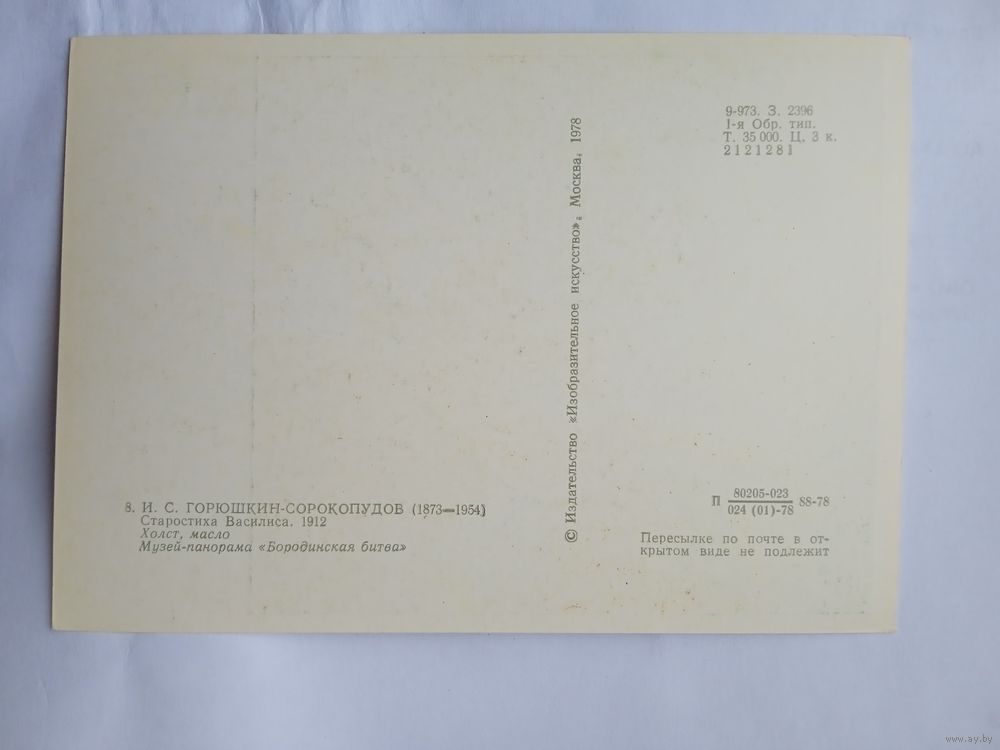 9-973. З. 2396
I-я Обр. тип.
Т. 35 000. Ц. 3 к.
2121281
© Издательство «Изобразительное искусство». Москва. 1978
8. И. С. ГОРЮШКИН-СОРОКОПУДОВ (1873—1954)
Старостиха Василиса. 1912
Холст, масло
Музей-панорама «Бородинская битва»
П 80205-023 88-78
024 (01)-78
Пересылке по почте в от-
крытом виде не подлежит
www.ay.by